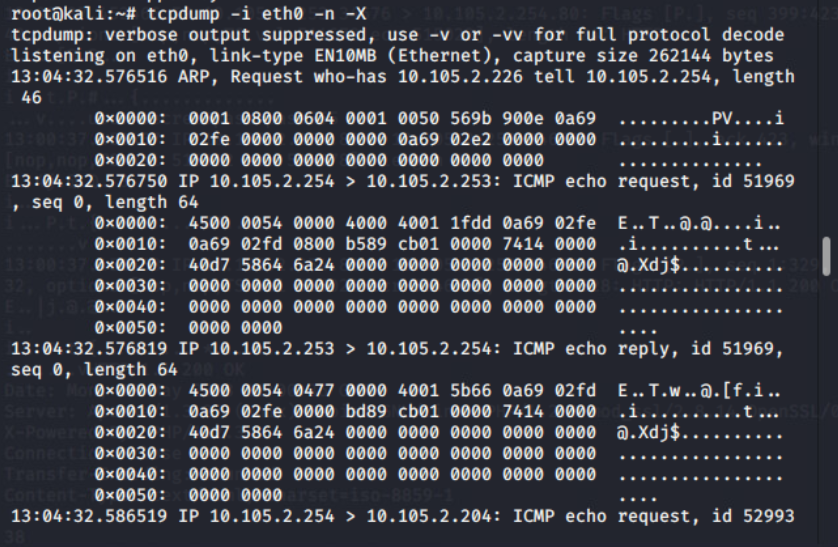 root@kali:~# tcpdump -i eth0 -n -X
tcpdump: verbose output suppressed, use -v or -vv for full protocol decode
listening on eth0, link-type EN10MB (Ethernet), capture size 262144 bytes
13:04:32.576516 ARP, Request who-has 10.105.2.226 tell 10.105.2.254, length
46
0x0000: 0001 0800 0604 0001 0050 569b 900e 0a69 .........PV....i
0x0010: 02fe 0000 0000 0000 0a69 02e2 0000 0000 .........i......
0x0020: 0000 0000 0000 0000 0000 0000 0000 ..............
13:04:32.576750 IP 10.105.2.254 > 10.105.2.253: ICMP echo request, id 51969
, seq 0, length 64
0x0000: 4500 0054 0000 4000 4001 1fdd 0a69 02fe E..T..@.@....i..
0x0010: 0a69 02fd 0800 b589 cb01 0000 7414 0000 .i..........t...
0x0020: 40d7 5864 6a24 0000 0000 0000 0000 0000 @.Xdj$..........
0x0030: 0000 0000 0000 0000 0000 0000 0000 0000 ................
0x0040: 0000 0000 0000 0000 0000 0000 0000 0000 ................
0x0050: 0000 0000 ....
13:04:32.576819 IP 10.105.2.253 > 10.105.2.254: ICMP echo reply, id 51969,
seq 0, length 64
0x0000: 4500 0054 0477 0000 4001 5b66 0a69 02fd E..T.w..@.[f.i..
0x0010: 0a69 02fe 0000 bd89 cb01 0000 7414 0000 .i..........t...
0x0020: 40d7 5864 6a24 0000 0000 0000 0000 0000 @.Xdj$..........
0x0030: 0000 0000 0000 0000 0000 0000 0000 0000 ................
0x0040: 0000 0000 0000 0000 0000 0000 0000 0000 ................
0x0050: 0000 0000 ....
13:04:32.586519 IP 10.105.2.254 > 10.105.2.204: ICMP echo request, id 52993